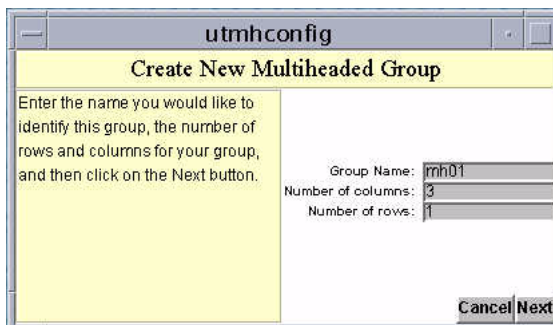 utmhconfig
Create New Multiheaded Group
Enter the name you would like to
identify this group, the number of
rows and columns for your group,
and then click on the Next button.
Group Name: mh01
Number of columns: 3
Number of rows: 1
Cancel Next